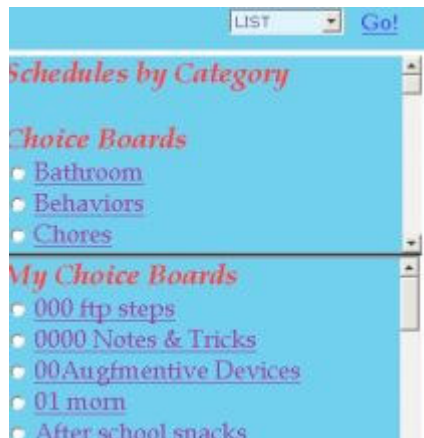 LIST Go!
Schedules by Category
Choice Boards
Bathroom
Behaviors
Chores
My Choice Boards
000 ftp steps
0000 Notes & Tricks
00Augfmentive Devices
01 morn
After school snacks